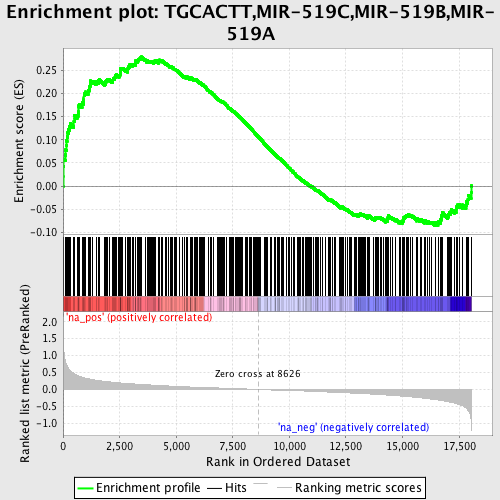 Enrichment plot: TGCACTT,MIR-519C,MIR-519B,MIR-
519A
Enrichment score (ES)
0.25
0.20
0.15
0.10
0.05
0.00
-0.05
-0.10
'na_pos' (positively correlated)
Ranked list metric (PreRanked)
2.0
1.5
1.0
0.5
0.0
-0.5
-1.0
Zero cross at 8626
'na_neg' (negatively correlated)
0
2,500
5,000
7,500
10,000
12,500
15,000
17,500
Rank in Ordered Dataset
Enrichment profile
Hits
Ranking metric scores